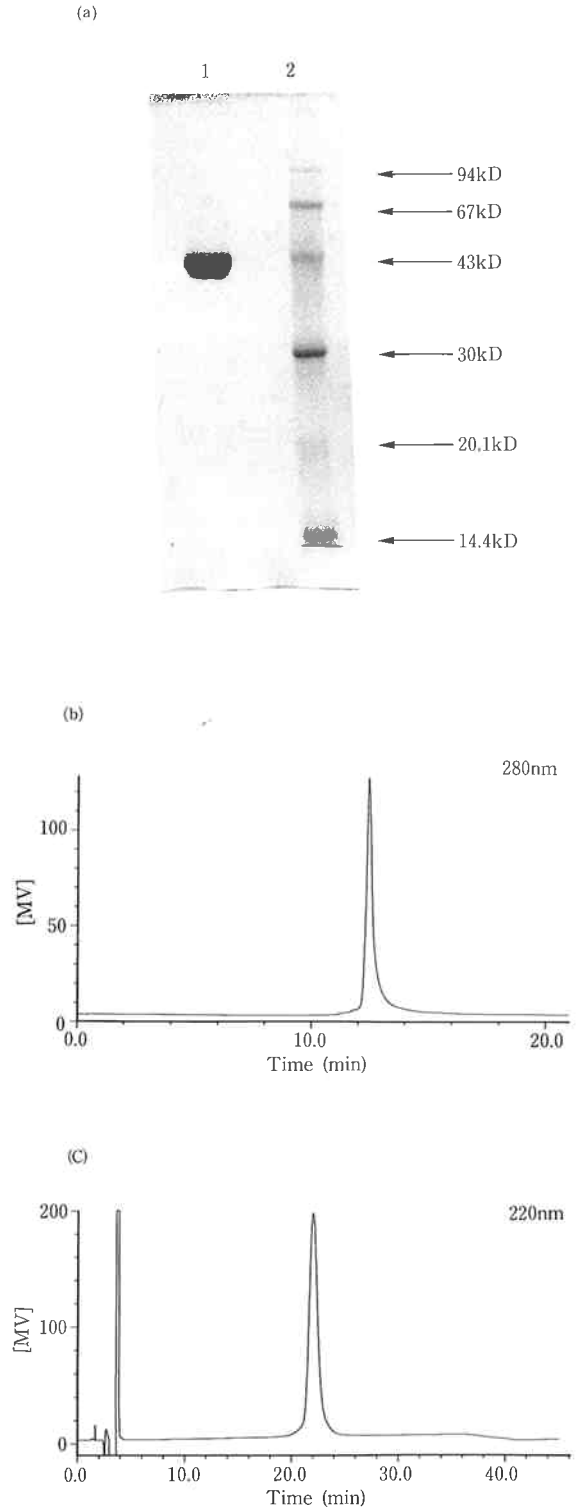 (a)
1 2
94kD
67kD
43kD
30kD
20.1kD
14.4kD
(b)
280nm
100
50
0
[MV]
0.0 10.0 20.0
Time (min)
(C)
220nm
200
100
0
[MV]
0.0 10.0 20.0 30.0 40.0
Time (min)